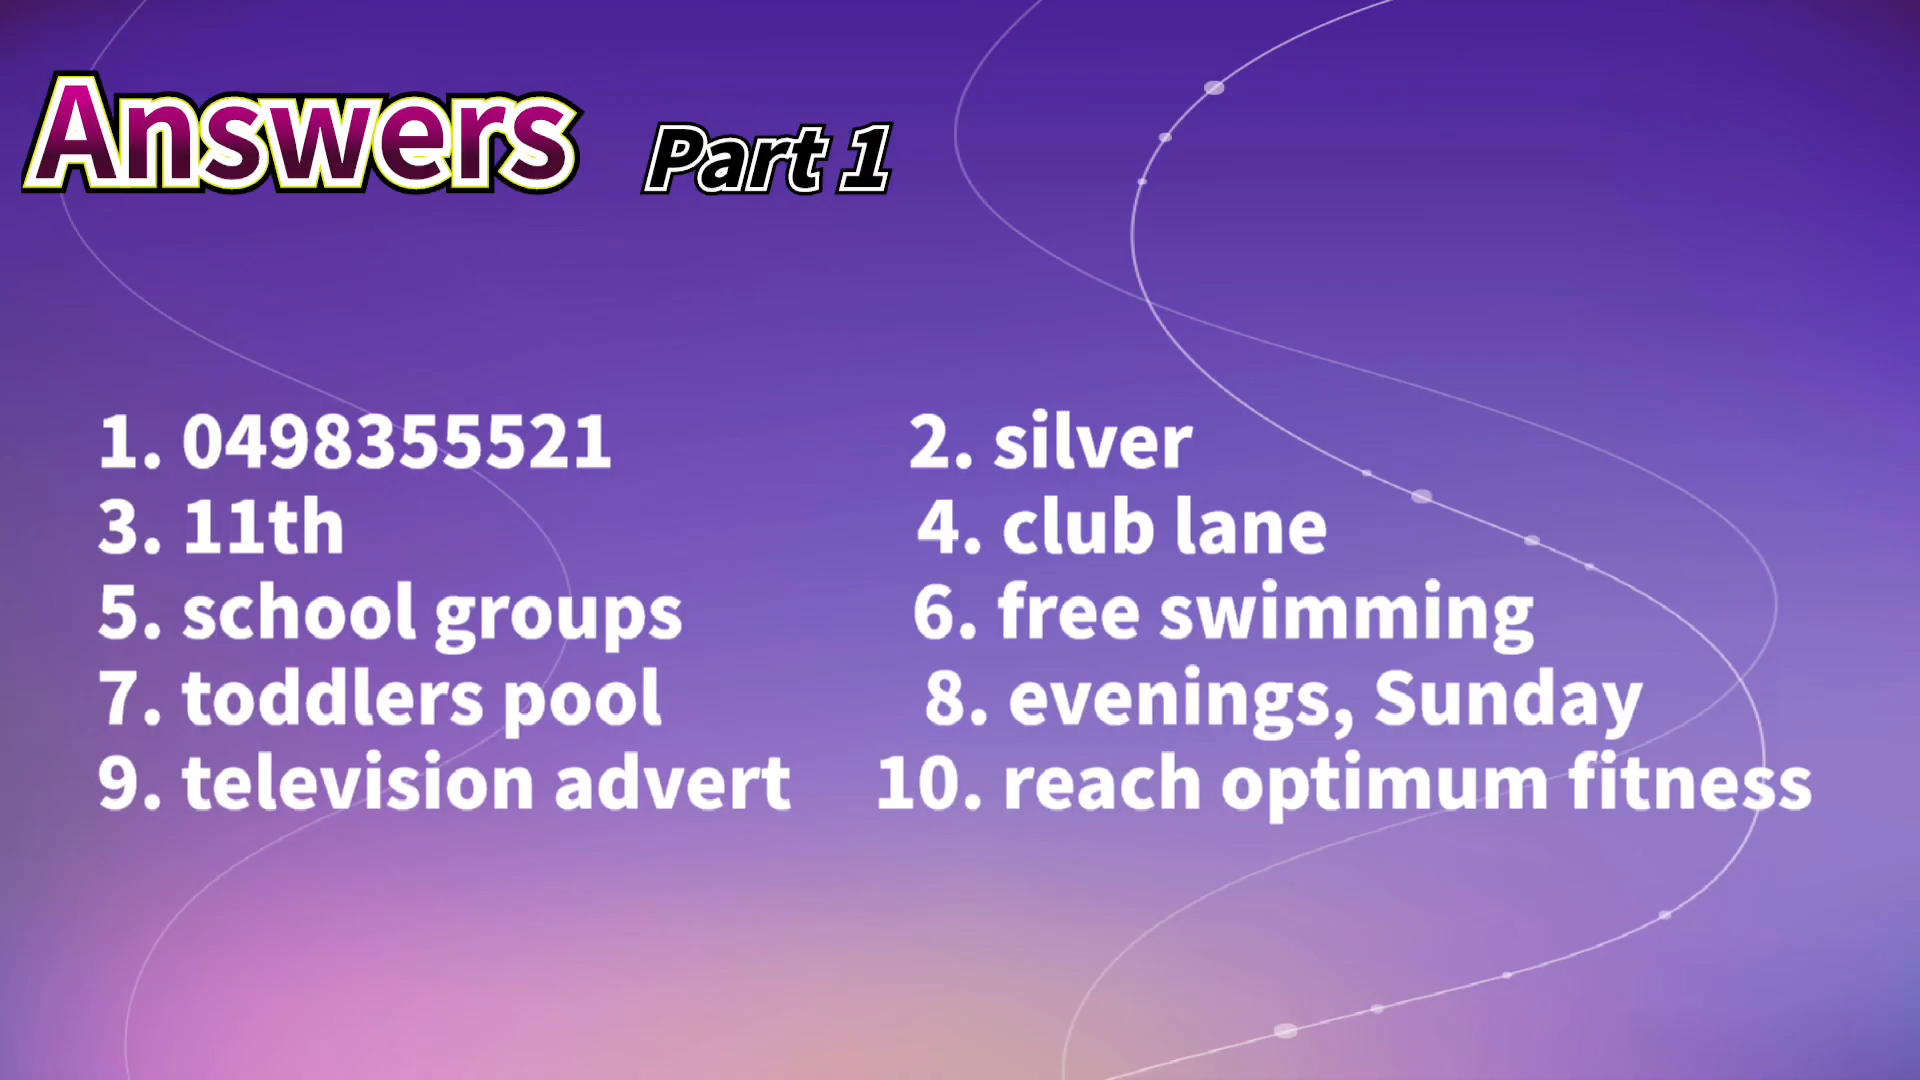 Answers Part 1
1. 0498355521 2. silver
3. 11th 4. club lane
5. school groups 6. free swimming
7. toddlers pool 8. evenings, Sunday
9. television advert 10. reach optimum fitness